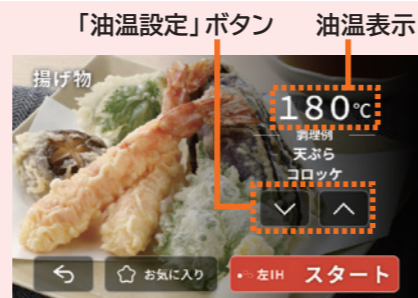 「油温設定」ボタン
油温表示
揚げ物
180℃
調理例
天ぷら
コロッケ
お気に入り
左IH
スタート